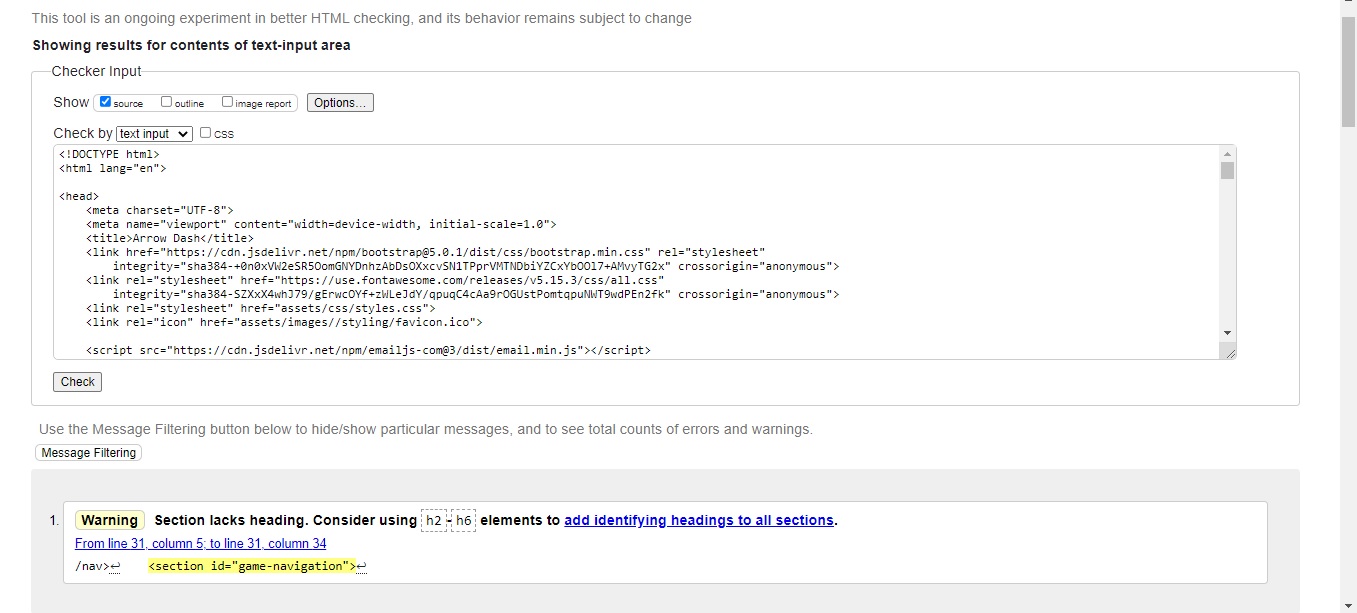 This tool is an ongoing experiment in better HTML checking, and its behavior remains subject to change
Showing results for contents of text-input area
Checker Input
Show source outline image report Options...
Check by text input css
<!DOCTYPE html>
<html lang="en">
<head>
<meta charset="UTF-8">
<meta name="viewport" content="width=device-width, initial-scale=1.0">
<title>Arrow Dash</title>
<link href="https://cdn.jsdelivr.net/npm/bootstrap@5.0.1/dist/css/bootstrap.min.css" rel="stylesheet"
integrity="sha384-+0n0xVW2eSR5OomGNYDnhzAbDsOXxcvSN1TPprVMTNDbiYZCxYbOOl7+AMvyTG2x" crossorigin="anonymous">
<link rel="stylesheet" href="https://use.fontawesome.com/releases/v5.15.3/css/all.css"
integrity="sha384-SZXxX4whJ79/gErwcOYf+zWLeJdY/qpuqC4cAa9rOGUstPomtqpuNWT9wdPEn2fk" crossorigin="anonymous">
<link rel="stylesheet" href="assets/css/styles.css">
<link rel="icon" href="assets/images//styling/favicon.ico">
<script src="https://cdn.jsdelivr.net/npm/emailjs-com@3/dist/email.min.js"></script>
Check
Use the Message Filtering button below to hide/show particular messages, and to see total counts of errors and warnings.
Message Filtering
1. Warning Section lacks heading. Consider using h2-h6 elements to add identifying headings to all sections.
From line 31, column 5; to line 31, column 34
/nav>↩ <section id="game-navigation">↩